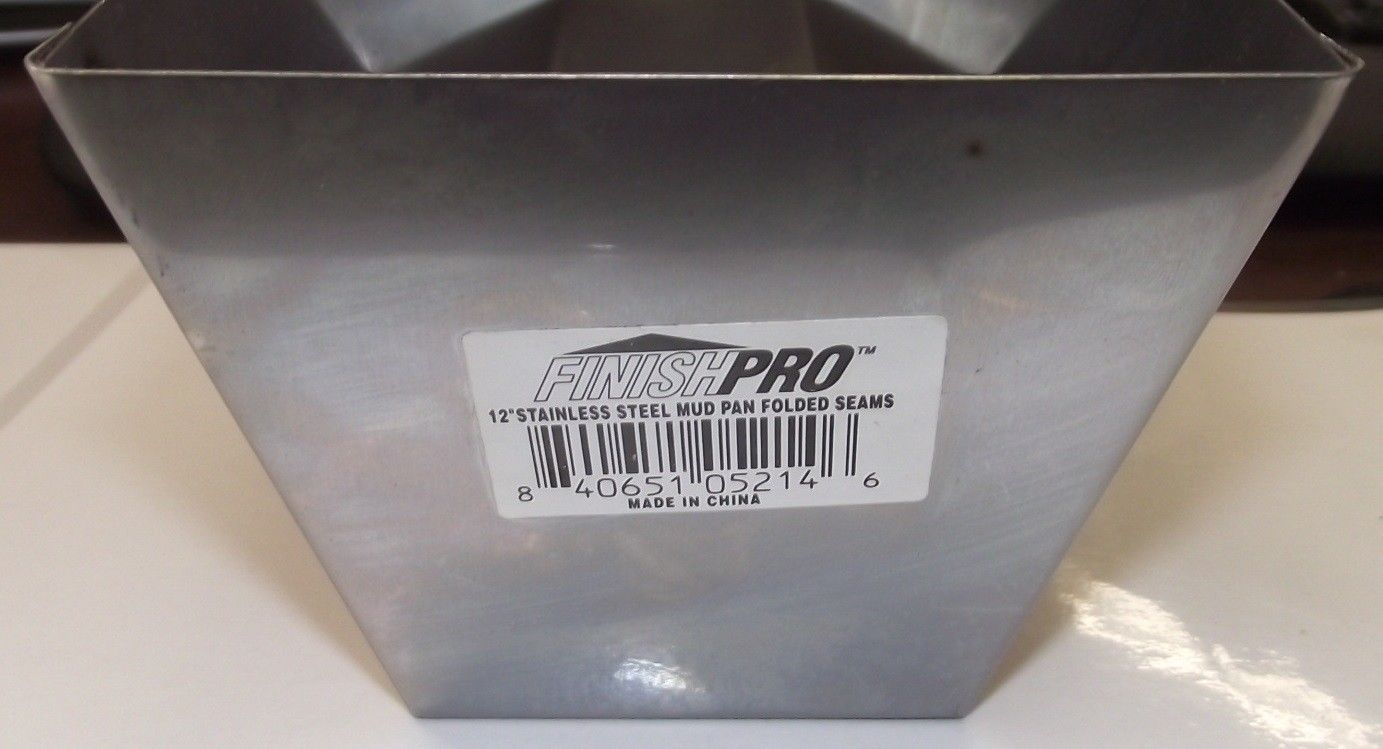 FINISHPRO™
12"STAINLESS STEEL MUD PAN FOLDED SEAMS
8 40651 05214 6
MADE IN CHINA